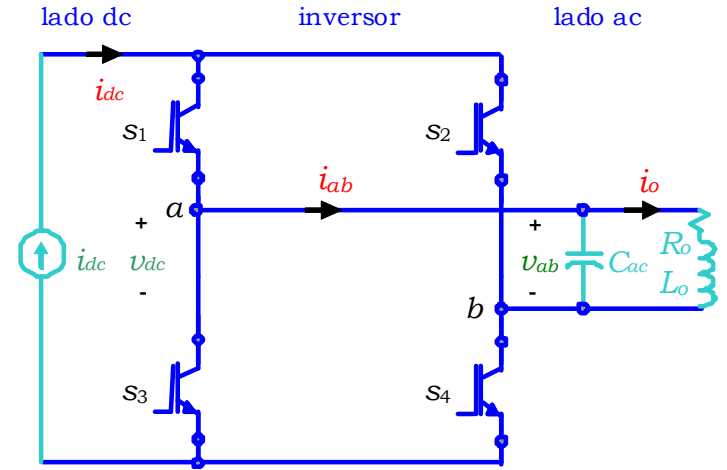 lado dc inversor lado ac
idc
s1 s2
iab io
a
+ +
idc vdc vab Cac Ro
Lo
- -
b
s3 s4